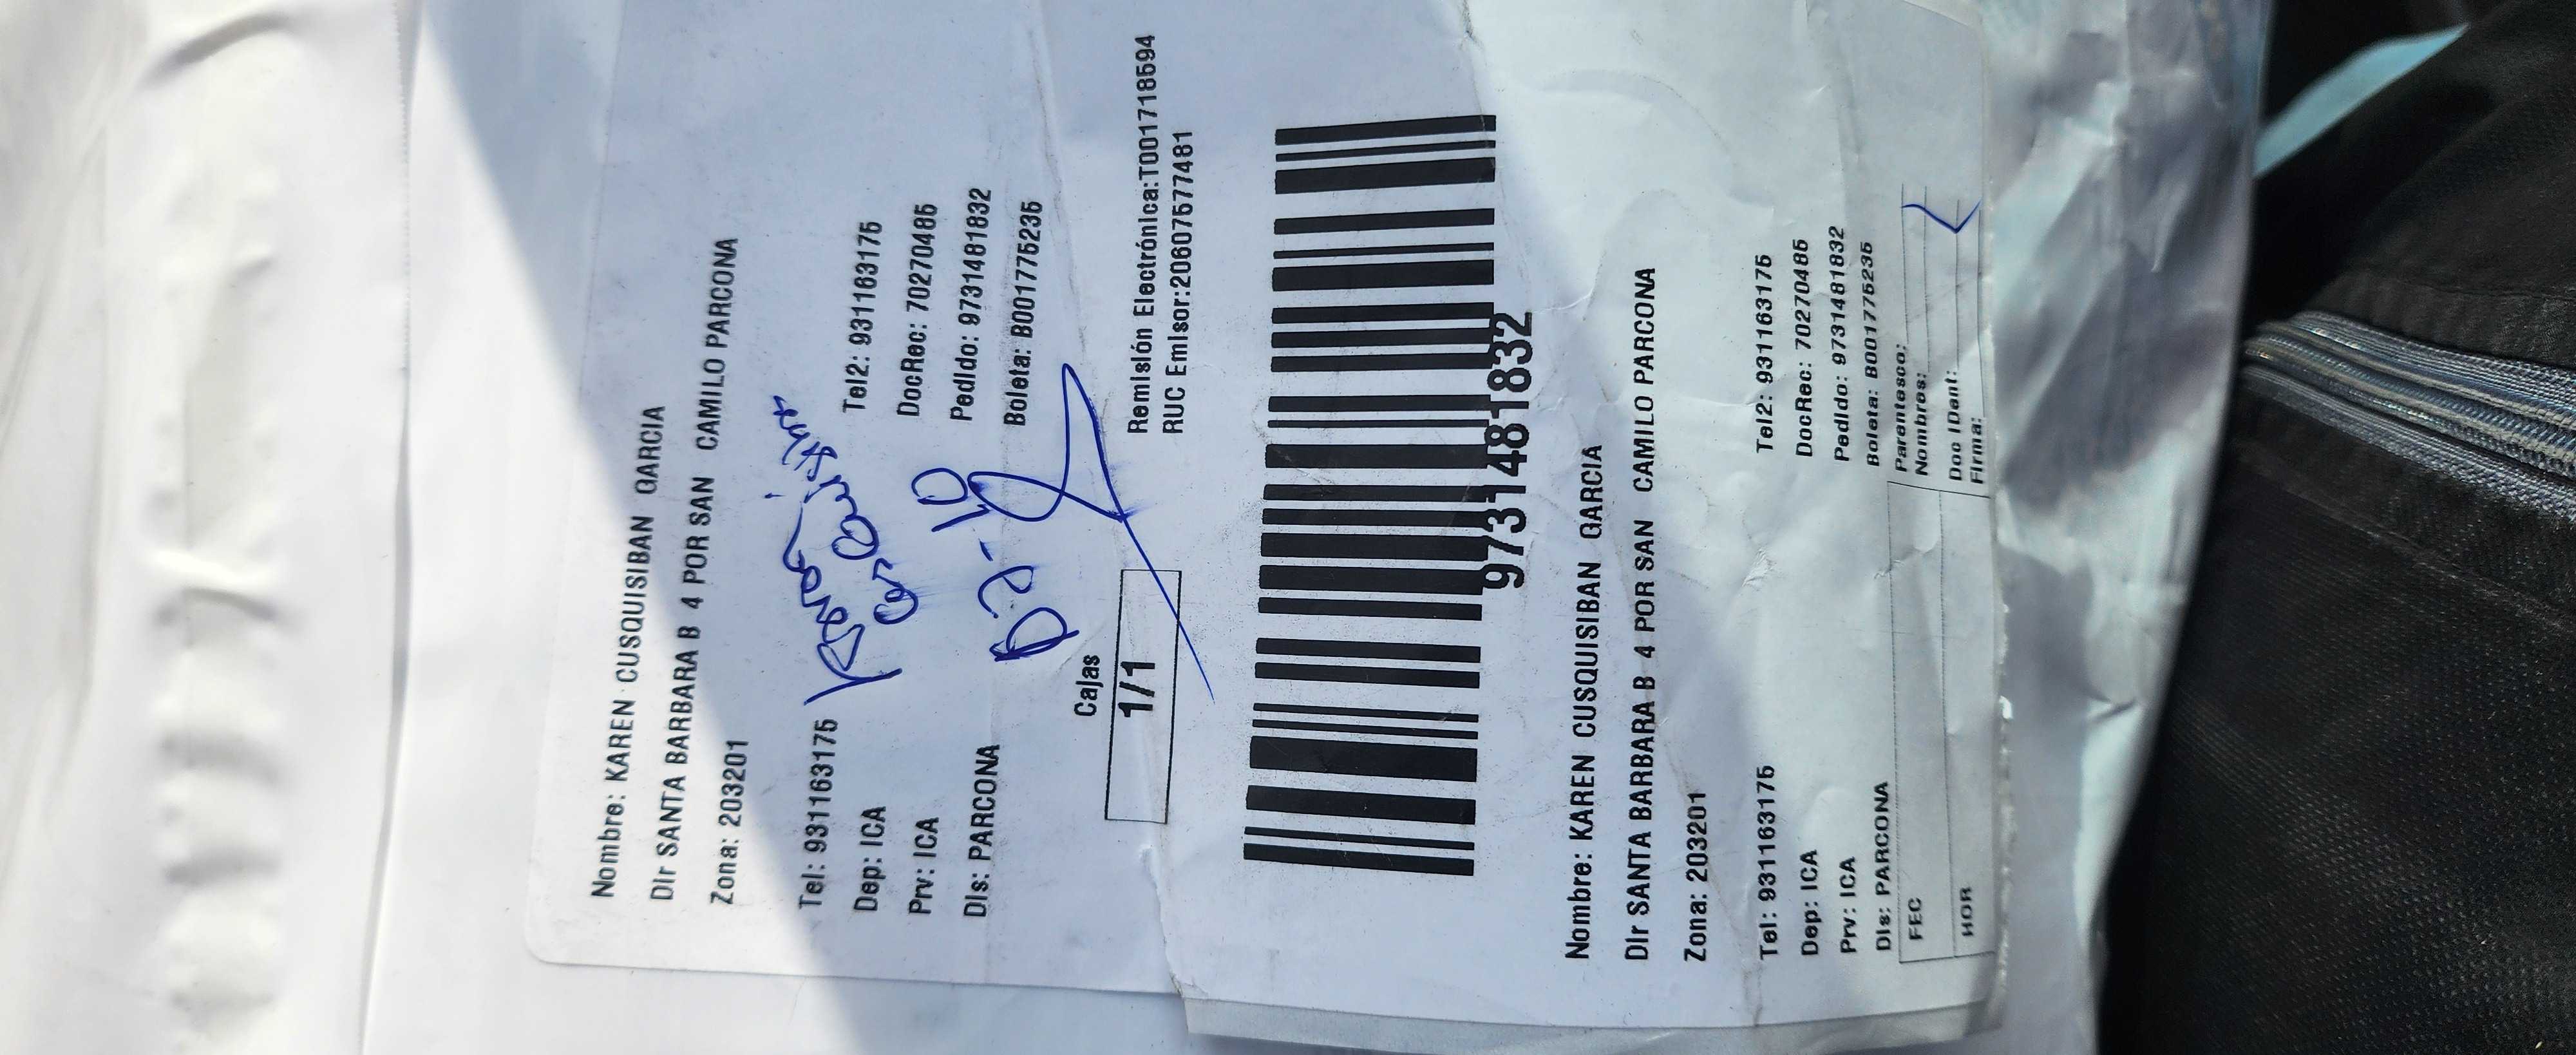 Nombre: KAREN CUSQUISIBAN GARCIA
Dir SANTA BARBARA B 4 POR SAN CAMILO PARCONA
Zona: 203201
Tel: 931163175 Tel2: 931163175
Dep: ICA DocRec: 70270485
Prv: ICA Pedido: 9731481832
Dis: PARCONA Boleta: B001775235
Karen
02-10
Cajas
1/1
Remisión Electrónica:T001718594
RUC Emisor:20607577481
9731481832
Nombre: KAREN CUSQUISIBAN GARCIA
Dir SANTA BARBARA B 4 POR SAN CAMILO PARCONA
Zona: 203201
Tel: 931163175 Tel2: 931163175
Dep: ICA DocRec: 70270485
Prv: ICA Pedido: 9731481832
Dis: PARCONA Boleta: B001775235
FEC Parentesco:
Nombres:
HOR Doc IDent:
Firma: